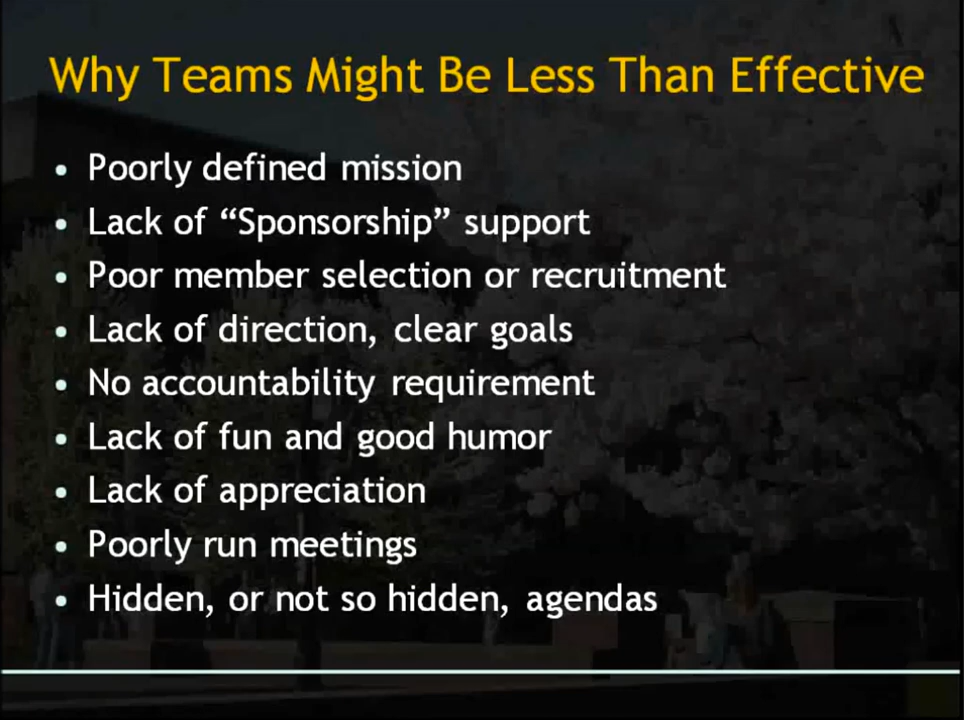 Why Teams Might Be Less Than Effective
• Poorly defined mission
• Lack of “Sponsorship” support
• Poor member selection or recruitment
• Lack of direction, clear goals
• No accountability requirement
• Lack of fun and good humor
• Lack of appreciation
• Poorly run meetings
• Hidden, or not so hidden, agendas